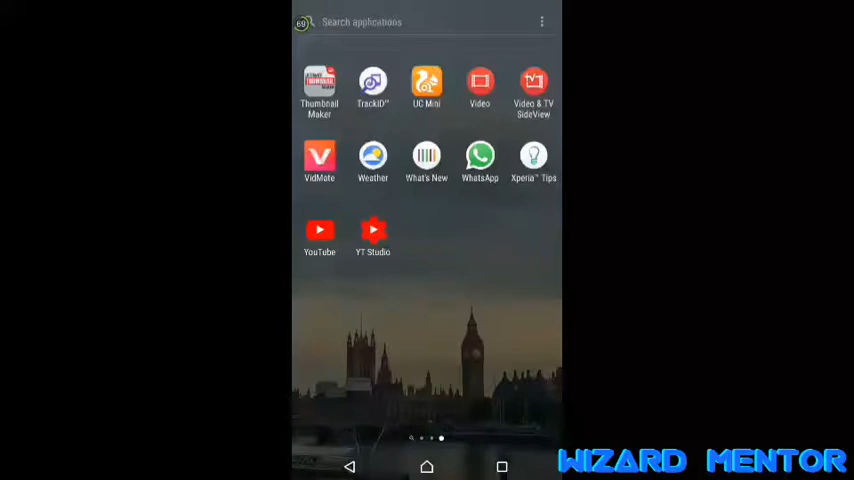 69
Search applications
Thumbnail Maker
TrackID™
UC Mini
Video
Video & TV SideView
VidMate
Weather
What's New
WhatsApp
Xperia™ Tips
YouTube
YT Studio
WIZARD MENTOR